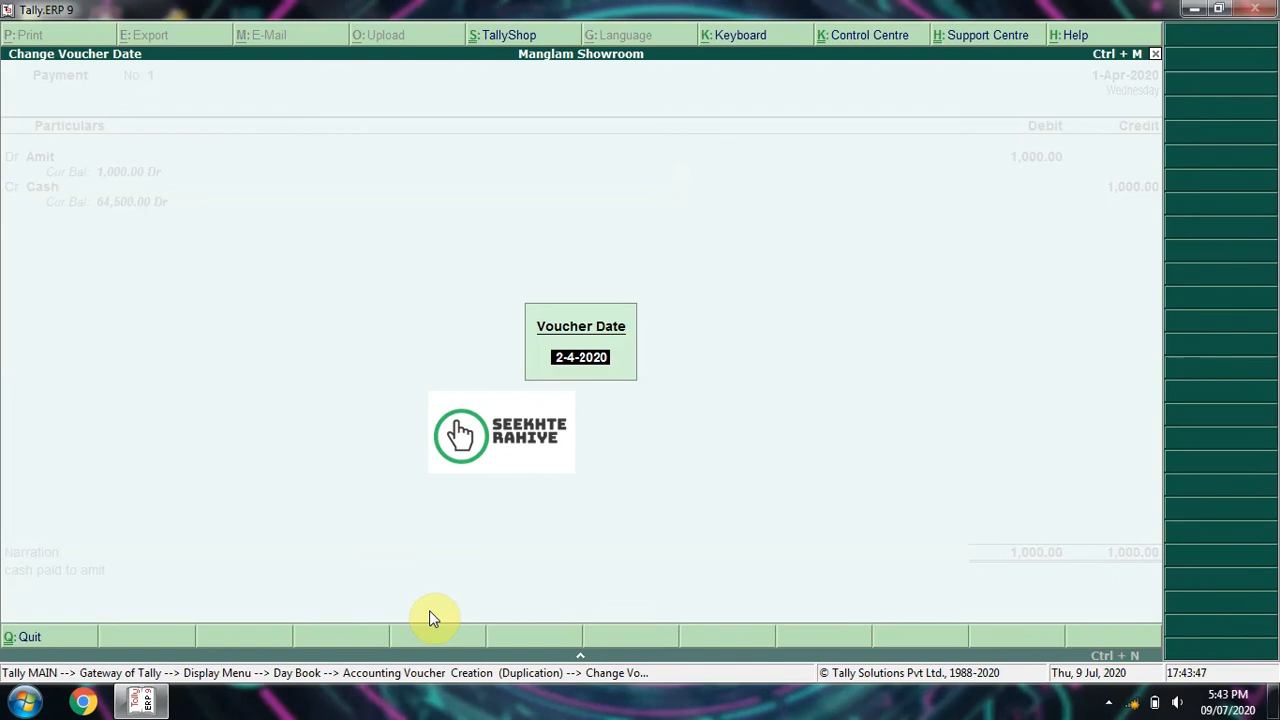 Tally.ERP 9
P: Print E: Export M: E-Mail O: Upload S: TallyShop G: Language K: Keyboard K: Control Centre H: Support Centre H: Help
Change Voucher Date Manglam Showroom Ctrl + M
Payment No. 1 1-Apr-2020
Wednesday
Particulars Debit Credit
Dr Amit 1,000.00
Cur Bal: 1,000.00 Dr
Cr Cash 1,000.00
Cur Bal: 64,500.00 Dr
Voucher Date
2-4-2020
SEEKHTE
RAHIYE
Narration 1,000.00 1,000.00
cash paid to amit
Q: Quit
Ctrl + N
Tally MAIN --> Gateway of Tally --> Display Menu --> Day Book --> Accounting Voucher Creation (Duplication) --> Change Vo... © Tally Solutions Pvt Ltd., 1988-2020 Thu, 9 Jul, 2020 17:43:47
Tally ERP 9
5:43 PM
09/07/2020